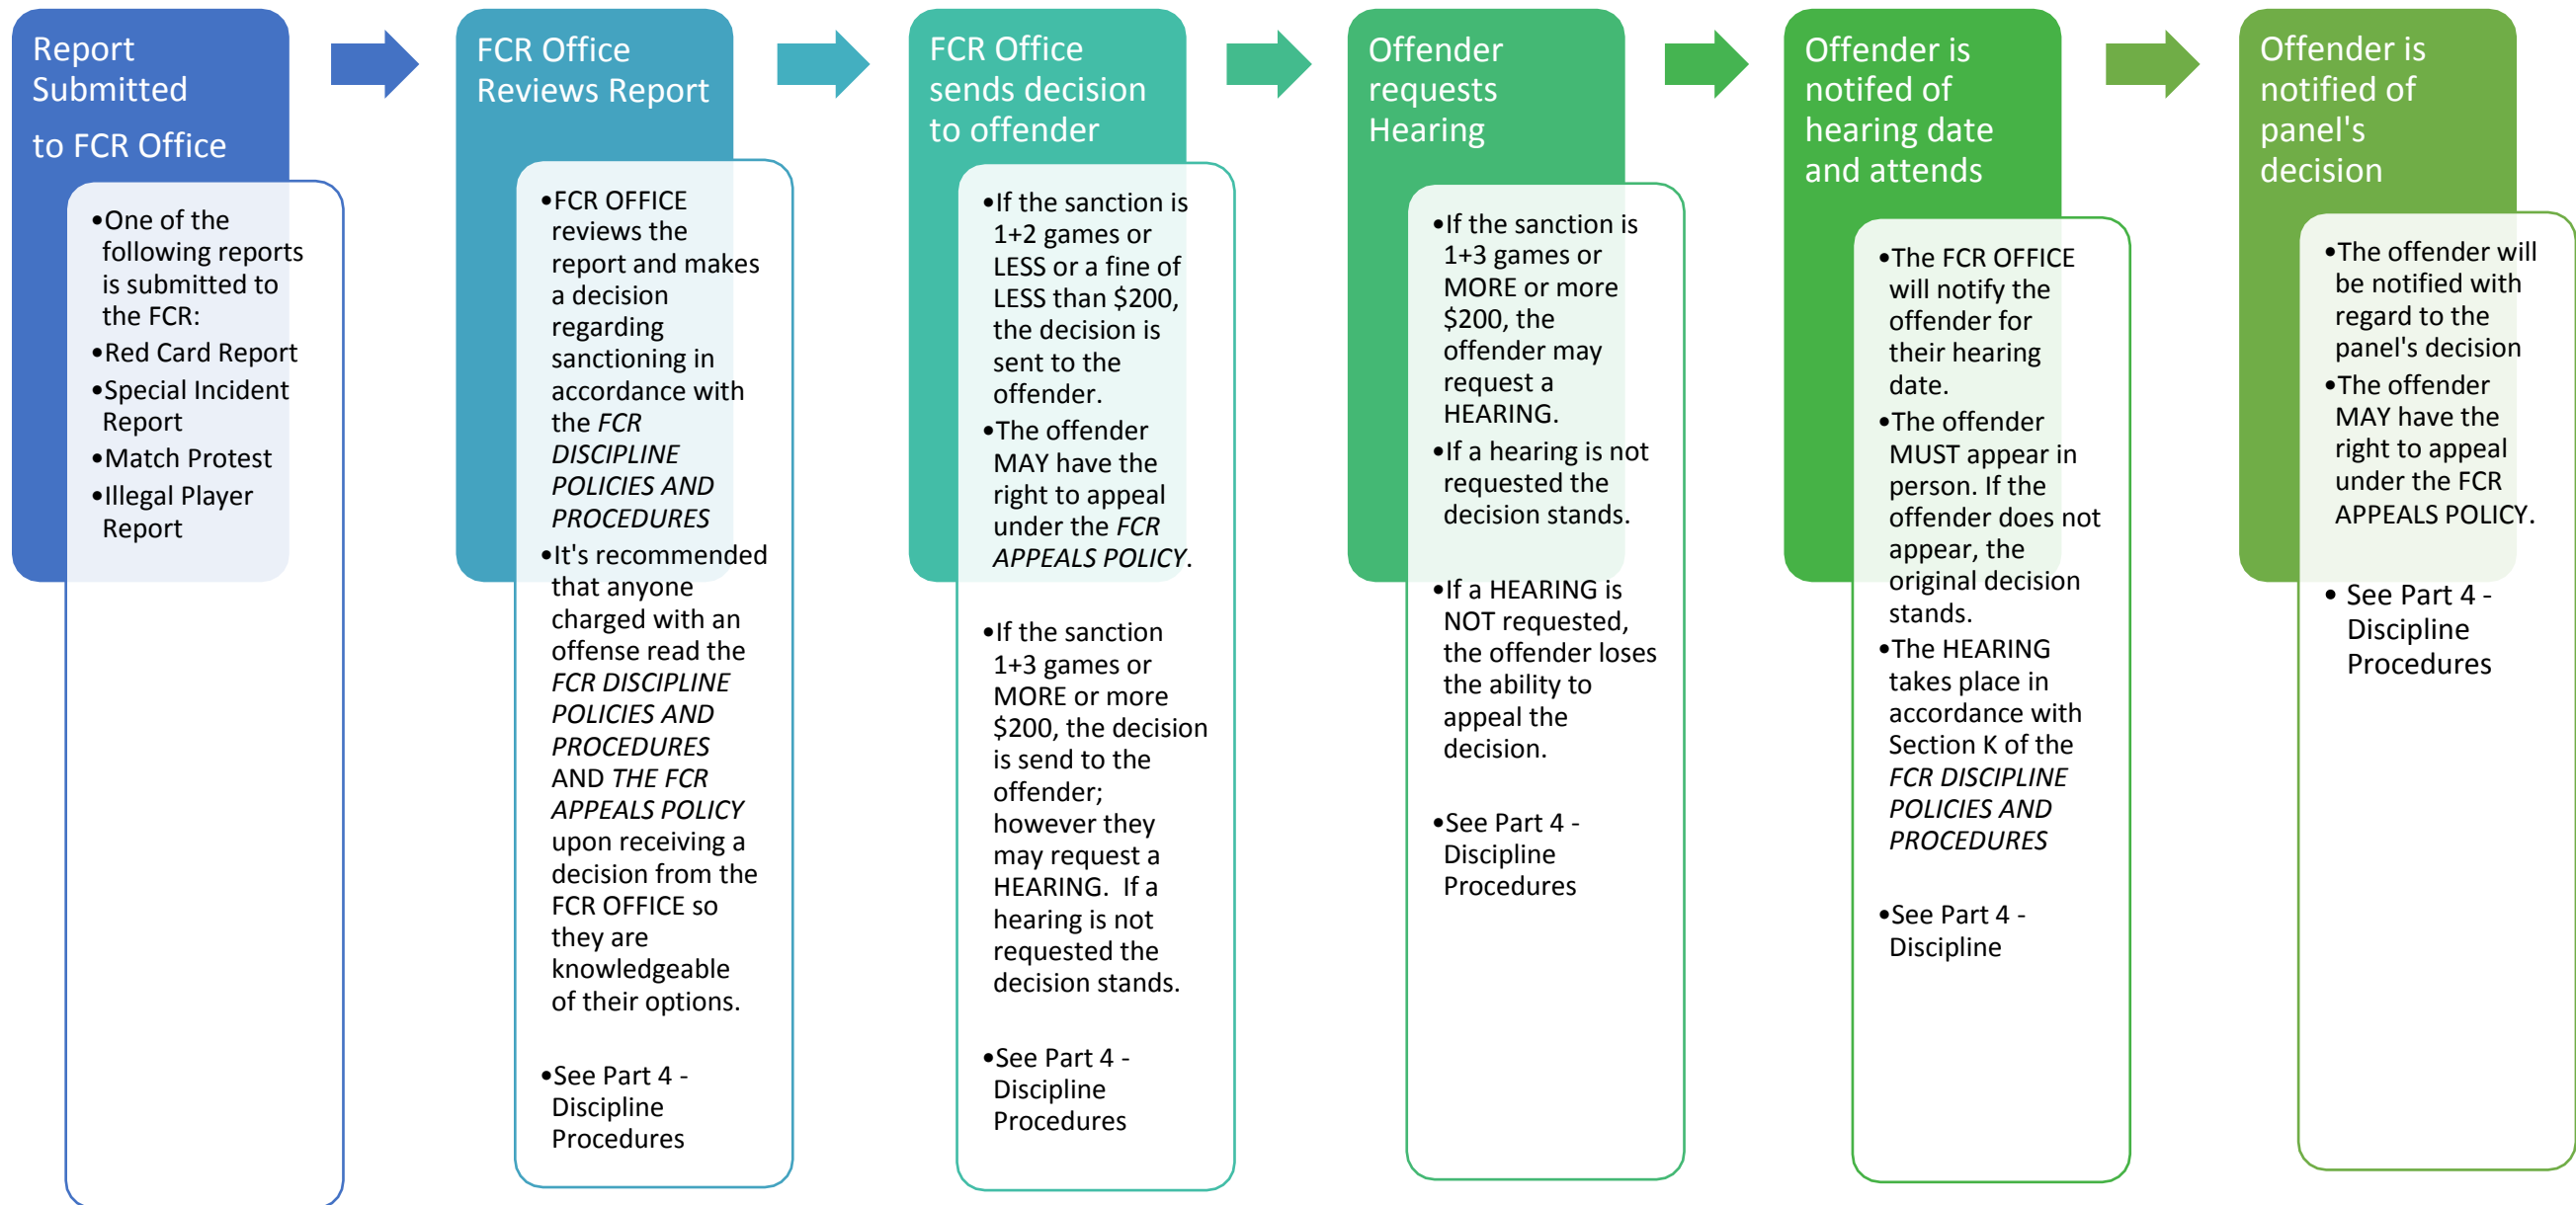 Report
Submitted
to FCR Office
•One of the
following reports
is submitted to
the FCR:
•Red Card Report
•Special Incident
Report
•Match Protest
•Illegal Player
Report
FCR Office
Reviews Report
•FCR OFFICE
reviews the
report and makes
a decision
regarding
sanctioning in
accordance with
the FCR
DISCIPLINE
POLICIES AND
PROCEDURES
•It's recommended
that anyone
charged with an
offense read the
FCR DISCIPLINE
POLICIES AND
PROCEDURES
AND THE FCR
APPEALS POLICY
upon receiving a
decision from the
FCR OFFICE so
they are
knowledgeable
of their options.
•See Part 4 -
Discipline
Procedures
FCR Office
sends decision
to offender
•If the sanction is
1+2 games or
LESS or a fine of
LESS than $200,
the decision is
sent to the
offender.
•The offender
MAY have the
right to appeal
under the FCR
APPEALS POLICY.
•If the sanction
1+3 games or
MORE or more
$200, the decision
is send to the
offender;
however they
may request a
HEARING.  If a
hearing is not
requested the
decision stands.
•See Part 4 -
Discipline
Procedures
Offender
requests
Hearing
•If the sanction is
1+3 games or
MORE or more
$200, the
offender may
request a
HEARING.
•If a hearing is not
requested the
decision stands.
•If a HEARING is
NOT requested,
the offender loses
the ability to
appeal the
decision.
•See Part 4 -
Discipline
Procedures
Offender is
notifed of
hearing date
and attends
•The FCR OFFICE
will notify the
offender for
their hearing
date.
•The offender
MUST appear in
person. If the
offender does not
appear, the
original decision
stands.
•The HEARING
takes place in
accordance with
Section K of the
FCR DISCIPLINE
POLICIES AND
PROCEDURES
•See Part 4 -
Discipline
Offender is
notified of
panel's
decision
•The offender will
be notified with
regard to the
panel's decision
•The offender
MAY have the
right to appeal
under the FCR
APPEALS POLICY.
• See Part 4 -
Discipline
Procedures